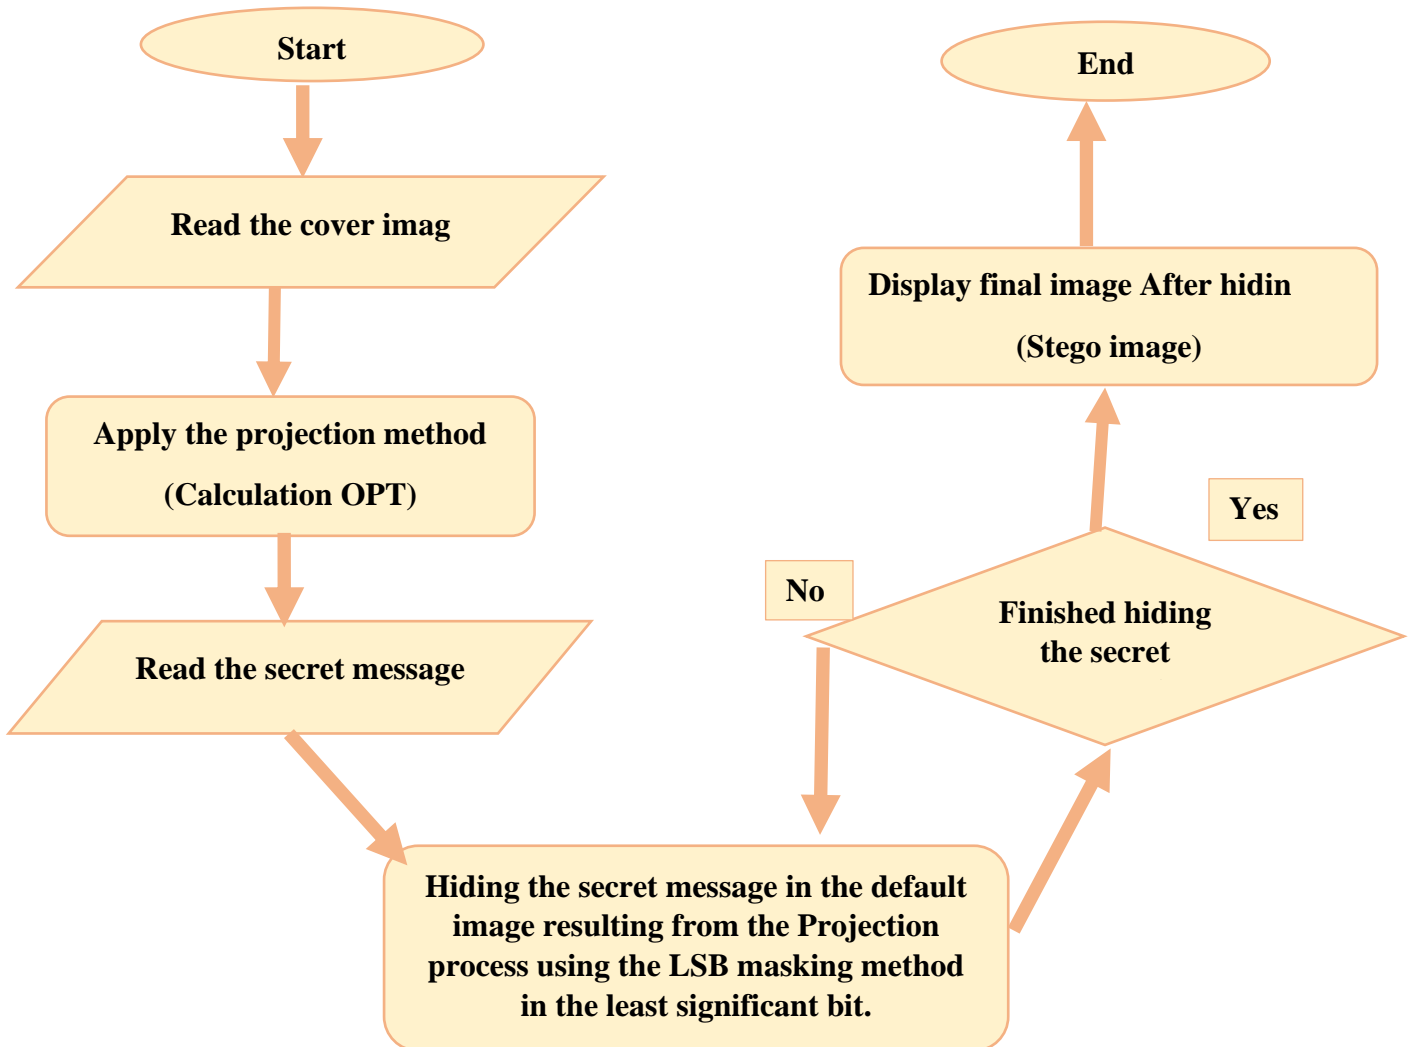 Start
Read the cover imag
Apply the projection method
(Calculation OPT)
Read the secret message
Hiding the secret message in the default
image resulting from the Projection
process using the LSB masking method
in the least significant bit.
No
Finished hiding
the secret
Yes
Display final image After hidin
(Stego image)
End